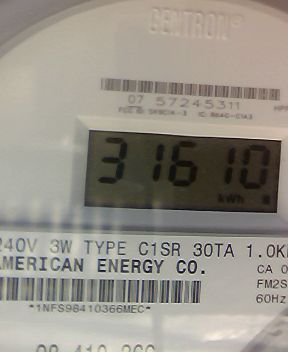 CENTRON®
07 57245311
31610
kWh
240V 3W TYPE C1SR 30TA 1.0K
AMERICAN ENERGY CO.
CA 0
FM2S
60Hz
*1NFS98410366MEC*